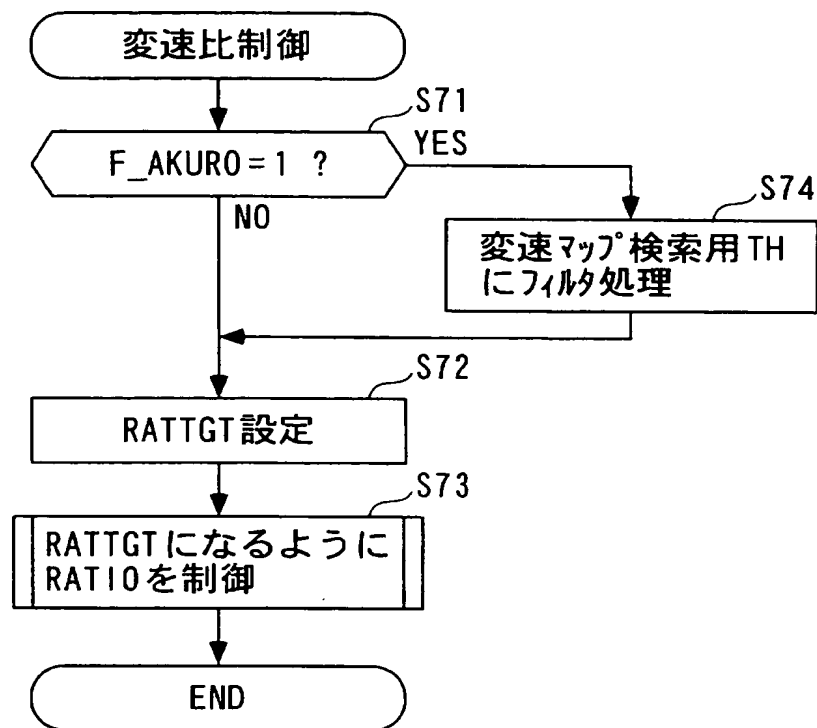 変速比制御
S71
F_AKURO=1 ?
YES
NO
S74
変速マップ検索用TH
にフィルタ処理
S72
RATTGT設定
S73
RATTGTになるように
RATIOを制御
END